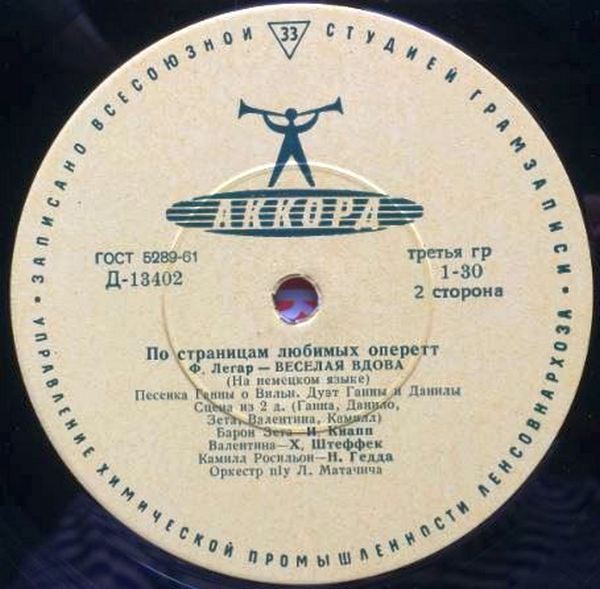 ЗАПИСАНО ВСЕСОЮЗНОЙ 33 СТУДИЕЙ ГРАМЗАПИСИ
АККОРД
ГОСТ 5289-61
Д-13402
третья гр
1-30
2 сторона
По страницам любимых оперетт
Ф. Легар — ВЕСЕЛАЯ ВДОВА
(На немецком языке)
Песенка Ганны о Вильи. Дуэт Ганны и Данилы
Сцена из 2 д. (Ганна, Данило,
Зета, Валентина, Камилл)
Барон Зета — И. Кнапп
Валентина—Х, Штеффек
Камилл Росильон—Н. Гедда
Оркестр п/у Л. Матачича
УПРАВЛЕНИЕ ХИМИЧЕСКОЙ ПРОМЫШЛЕННОСТИ ЛЕНСОВНАРХОЗА